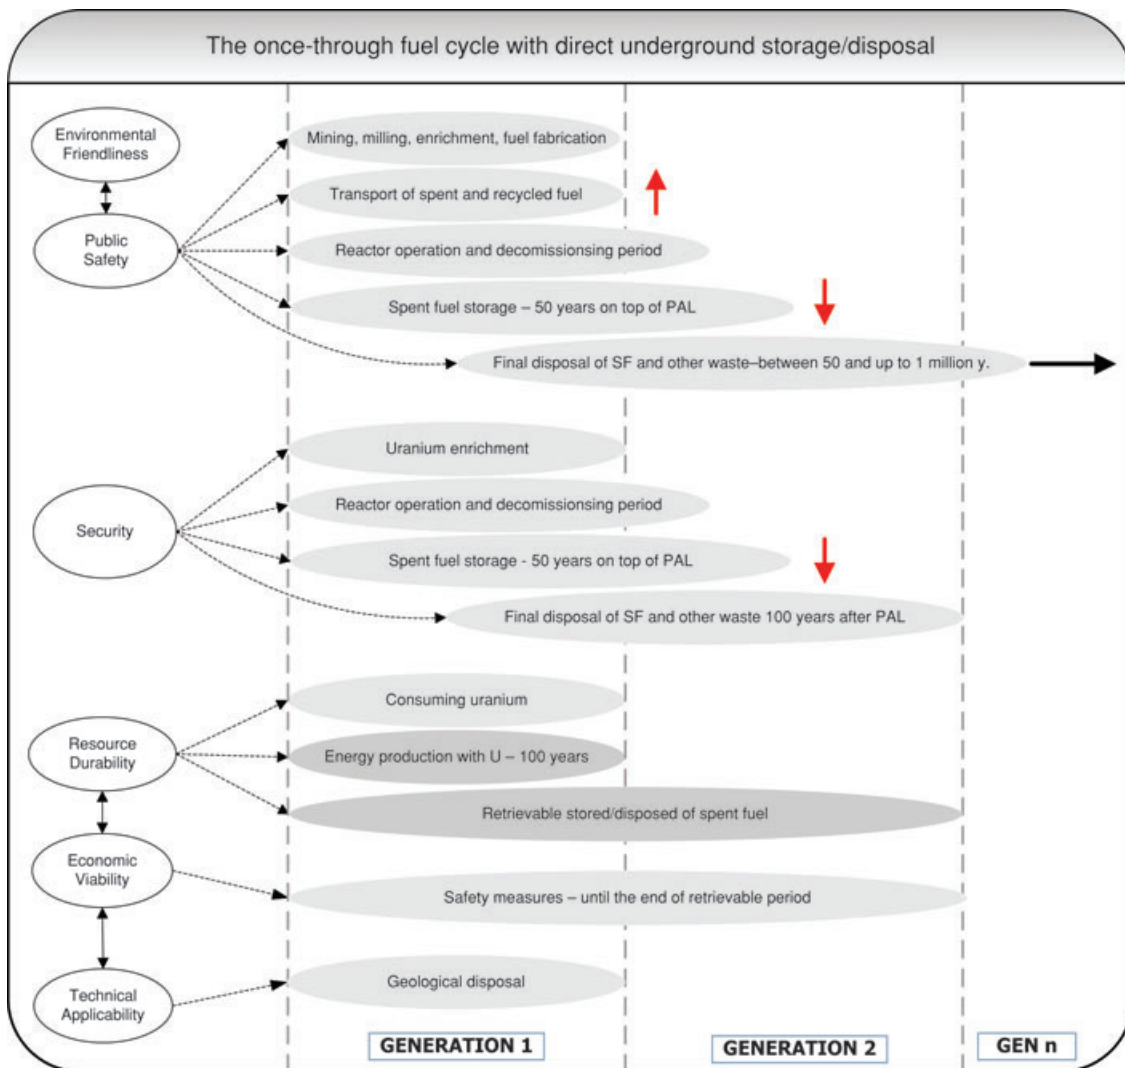 The once-through fuel cycle with direct underground storage/disposal
Environmental
Friendliness
Mining, milling, enrichment, fuel fabrication
Transport of spent and recycled fuel
Public
Safety
Reactor operation and decomissionsing period
Spent fuel storage – 50 years on top of PAL
Final disposal of SF and other waste–between 50 and up to 1 million y.
Uranium enrichment
Reactor operation and decomissionsing period
Security
Spent fuel storage - 50 years on top of PAL
Final disposal of SF and other waste 100 years after PAL
Consuming uranium
Resource
Durability
Energy production with U – 100 years
Retrievable stored/disposed of spent fuel
Economic
Viability
Safety measures – until the end of retrievable period
Geological disposal
Technical
Applicability
GENERATION 1
GENERATION 2
GEN n